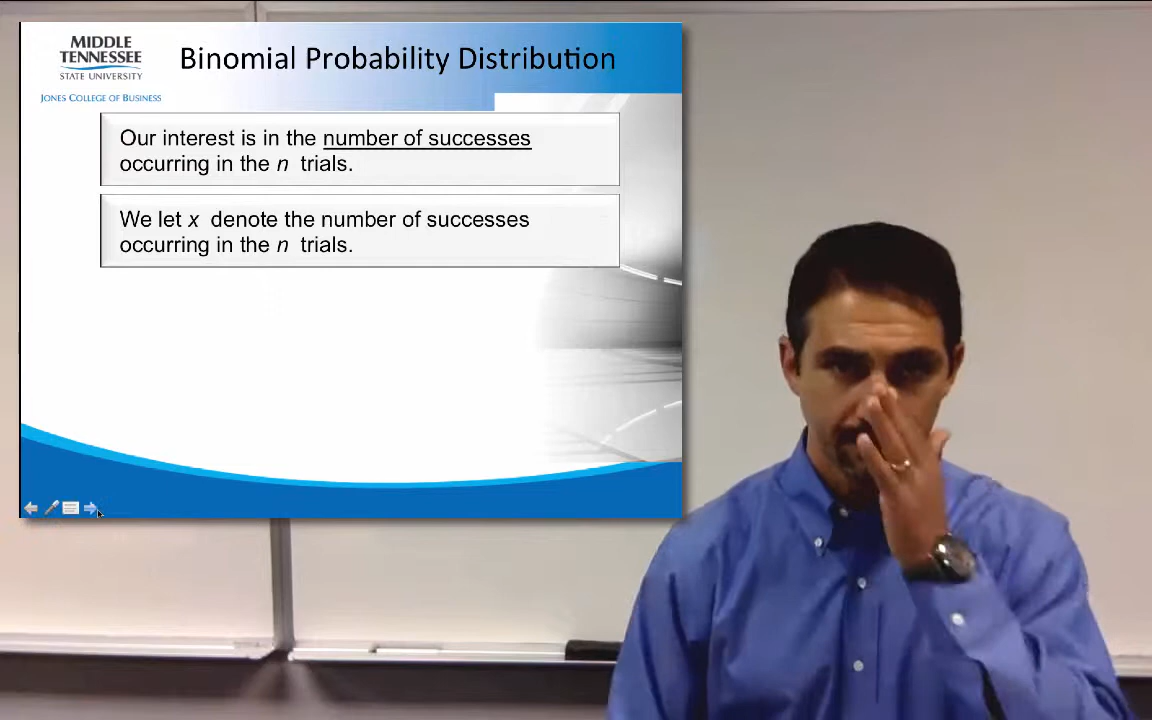 MIDDLE
TENNESSEE
STATE UNIVERSITY
JONES COLLEGE OF BUSINESS
Binomial Probability Distribution
Our interest is in the number of successes
occurring in the n trials.
We let x denote the number of successes
occurring in the n trials.